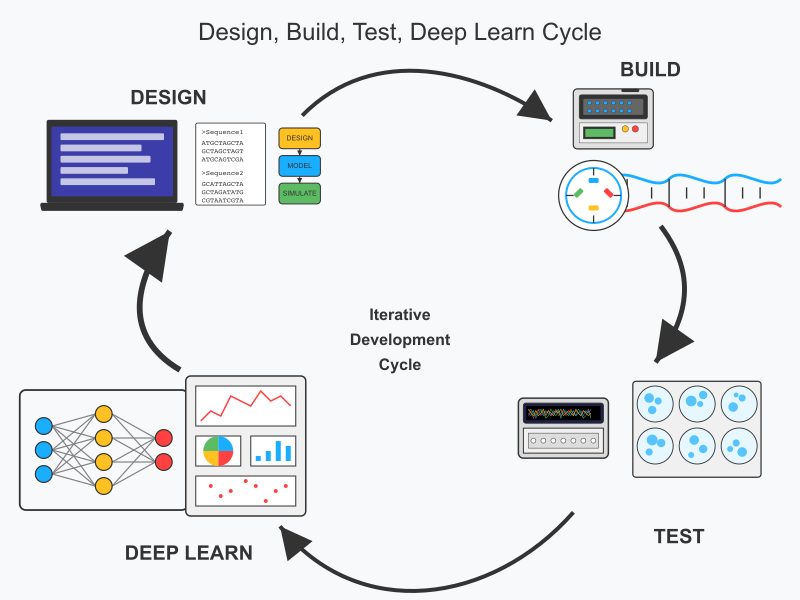 Design, Build, Test, Deep Learn Cycle
DESIGN
>Sequence1
ATGCTAGCTA
GCTAGCTAGT
ATGCAGTCGA
>Sequence2
GCATTAGCTA
GCTAGATATG
CGTAATCGTA
DESIGN
MODEL
SIMULATE
BUILD
Iterative
Development
Cycle
TEST
DEEP LEARN